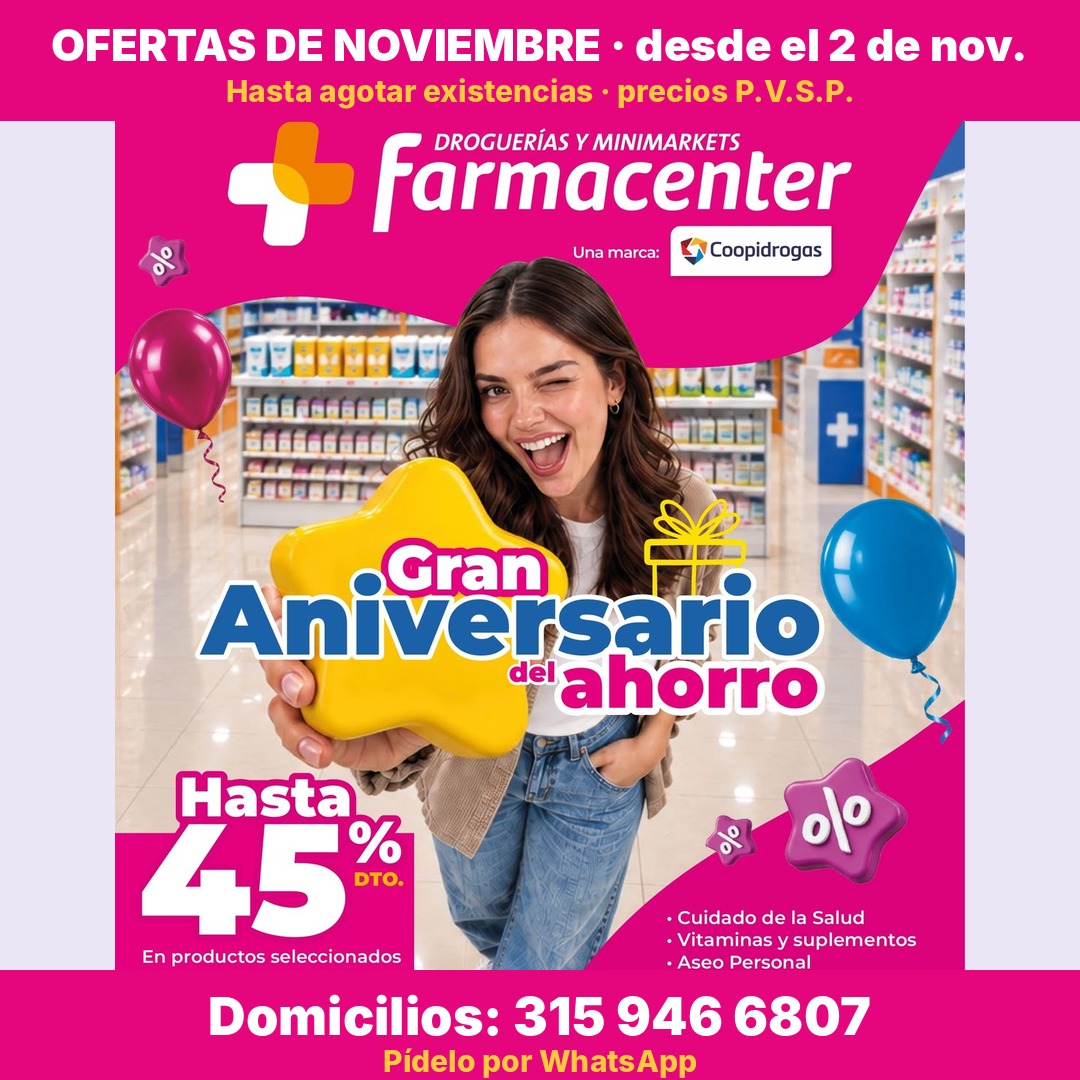 OFERTAS DE NOVIEMBRE · desde el 2 de nov.
Hasta agotar existencias · precios P.V.S.P.
DROGUERÍAS Y MINIMARKETS
farmacenter
Una marca: Coopidrogas
%
Gran
Aniversario
del ahorro
Hasta
45%
DTO.
En productos seleccionados
%
%
• Cuidado de la Salud
• Vitaminas y suplementos
• Aseo Personal
Domicilios: 315 946 6807
Pídelo por WhatsApp